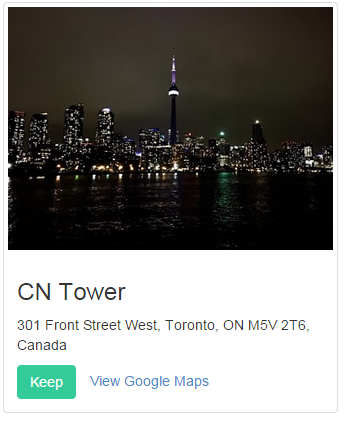 CN Tower
301 Front Street West, Toronto, ON M5V 2T6,
Canada
Keep View Google Maps